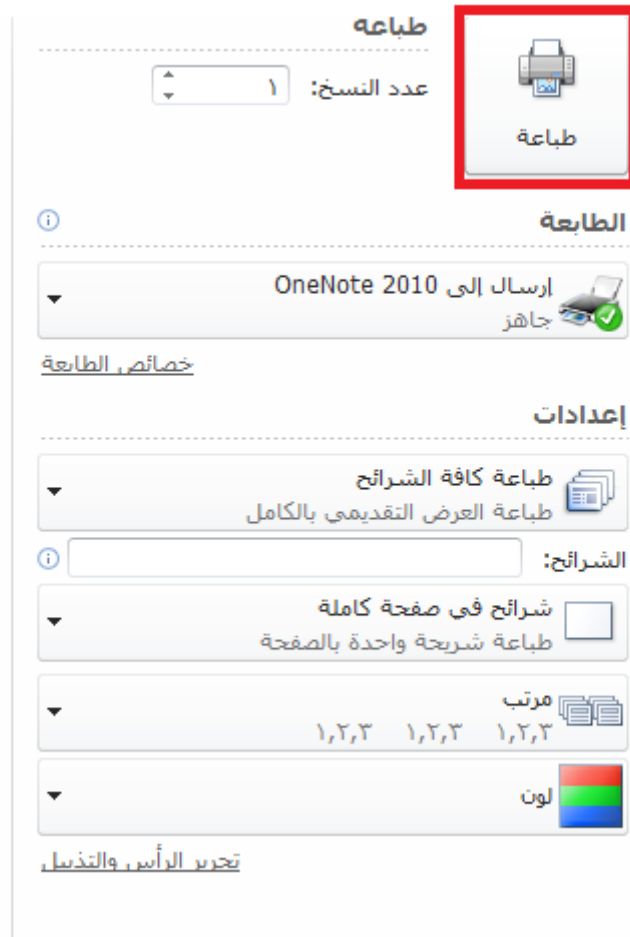 طباعة
طباعة
عدد النسخ: ١
الطابعة
إرسال إلى OneNote 2010
جاهز
خصائص الطابعة
إعدادات
طباعة كافة الشرائح
طباعة العرض التقديمي بالكامل
الشرائح:
شرائح في صفحة كاملة
طباعة شريحة واحدة بالصفحة
مرتب
١,٢,٣ ١,٢,٣ ١,٢,٣
لون
تحرير الرأس والتذييل